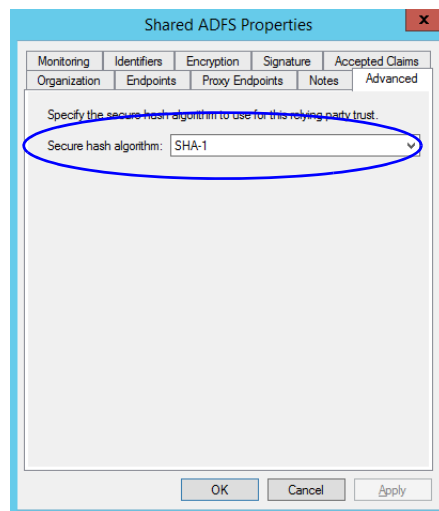 Shared ADFS Properties
x
Monitoring Identifiers Encryption Signature Accepted Claims
Organization Endpoints Proxy Endpoints Notes Advanced
Specify the secure hash algorithm to use for this relying party trust.
Secure hash algorithm: SHA-1
OK Cancel Apply